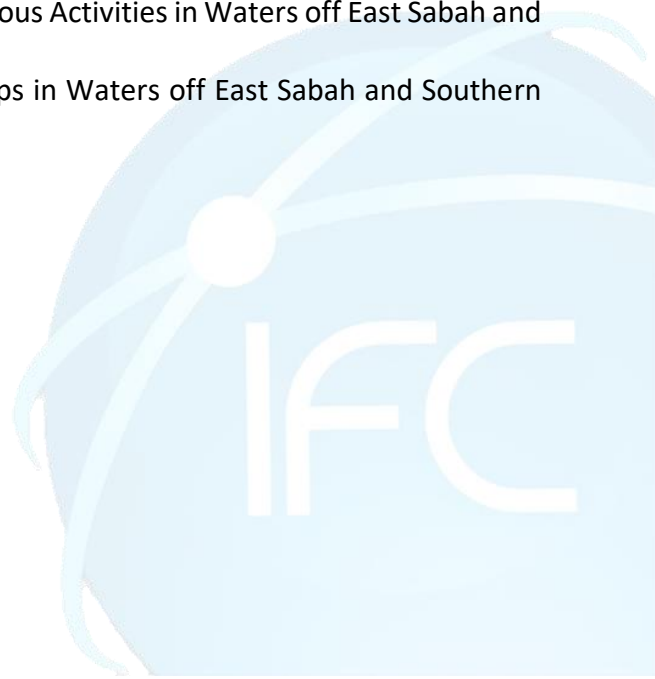 ous Activities in Waters off East Sabah and
ps in Waters off East Sabah and Southern
IFC